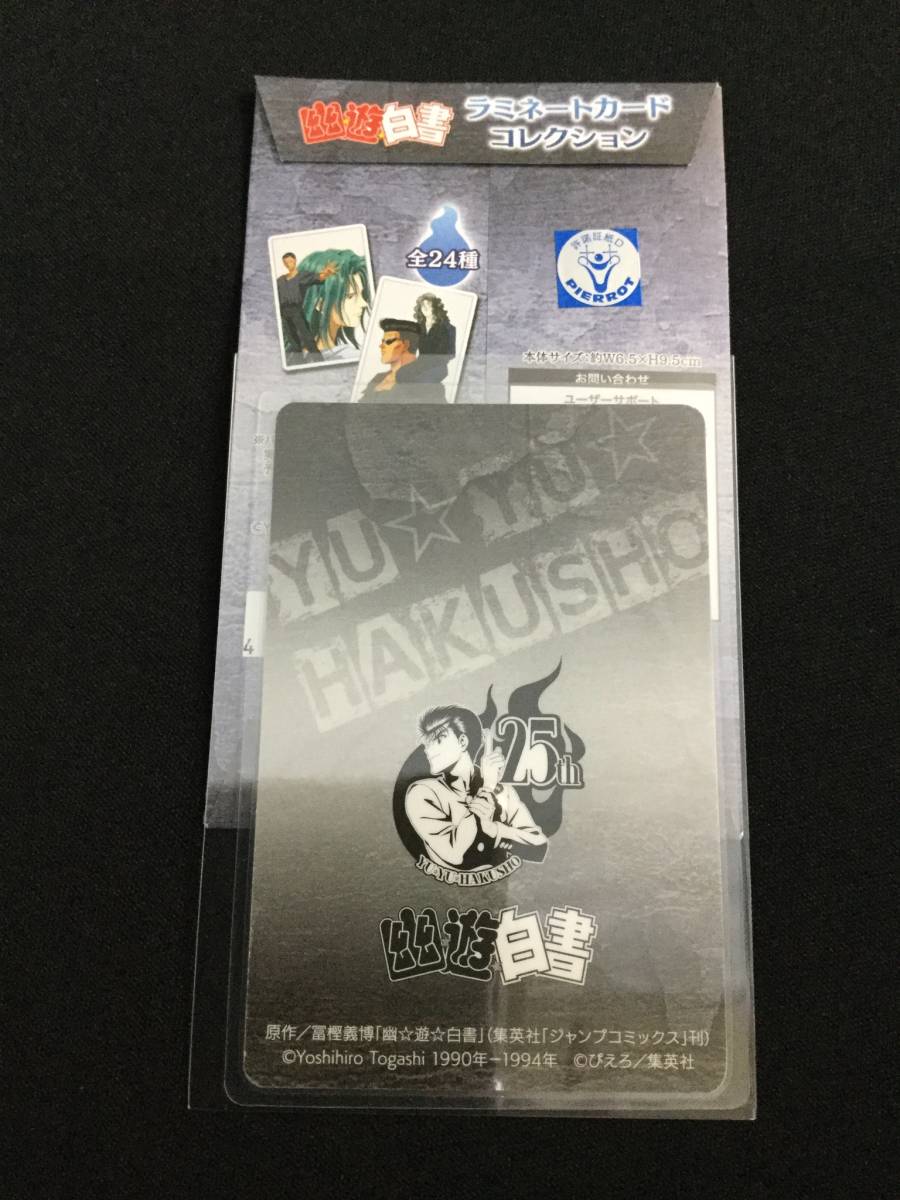 幽遊白書 ラミネートカード
コレクション
全24種
許諾証紙D
PIERROT
本体サイズ:約W6.5×H9.5cm
お問い合わせ
ユーザーサポート
YU☆YU☆
HAKUSHO
4
25th
YU·YU·HAKUSHO
幽遊白書
原作/冨樫義博「幽☆遊☆白書」(集英社「ジャンプコミックス」刊)
©Yoshihiro Togashi 1990年−1994年 ©ぴえろ/集英社